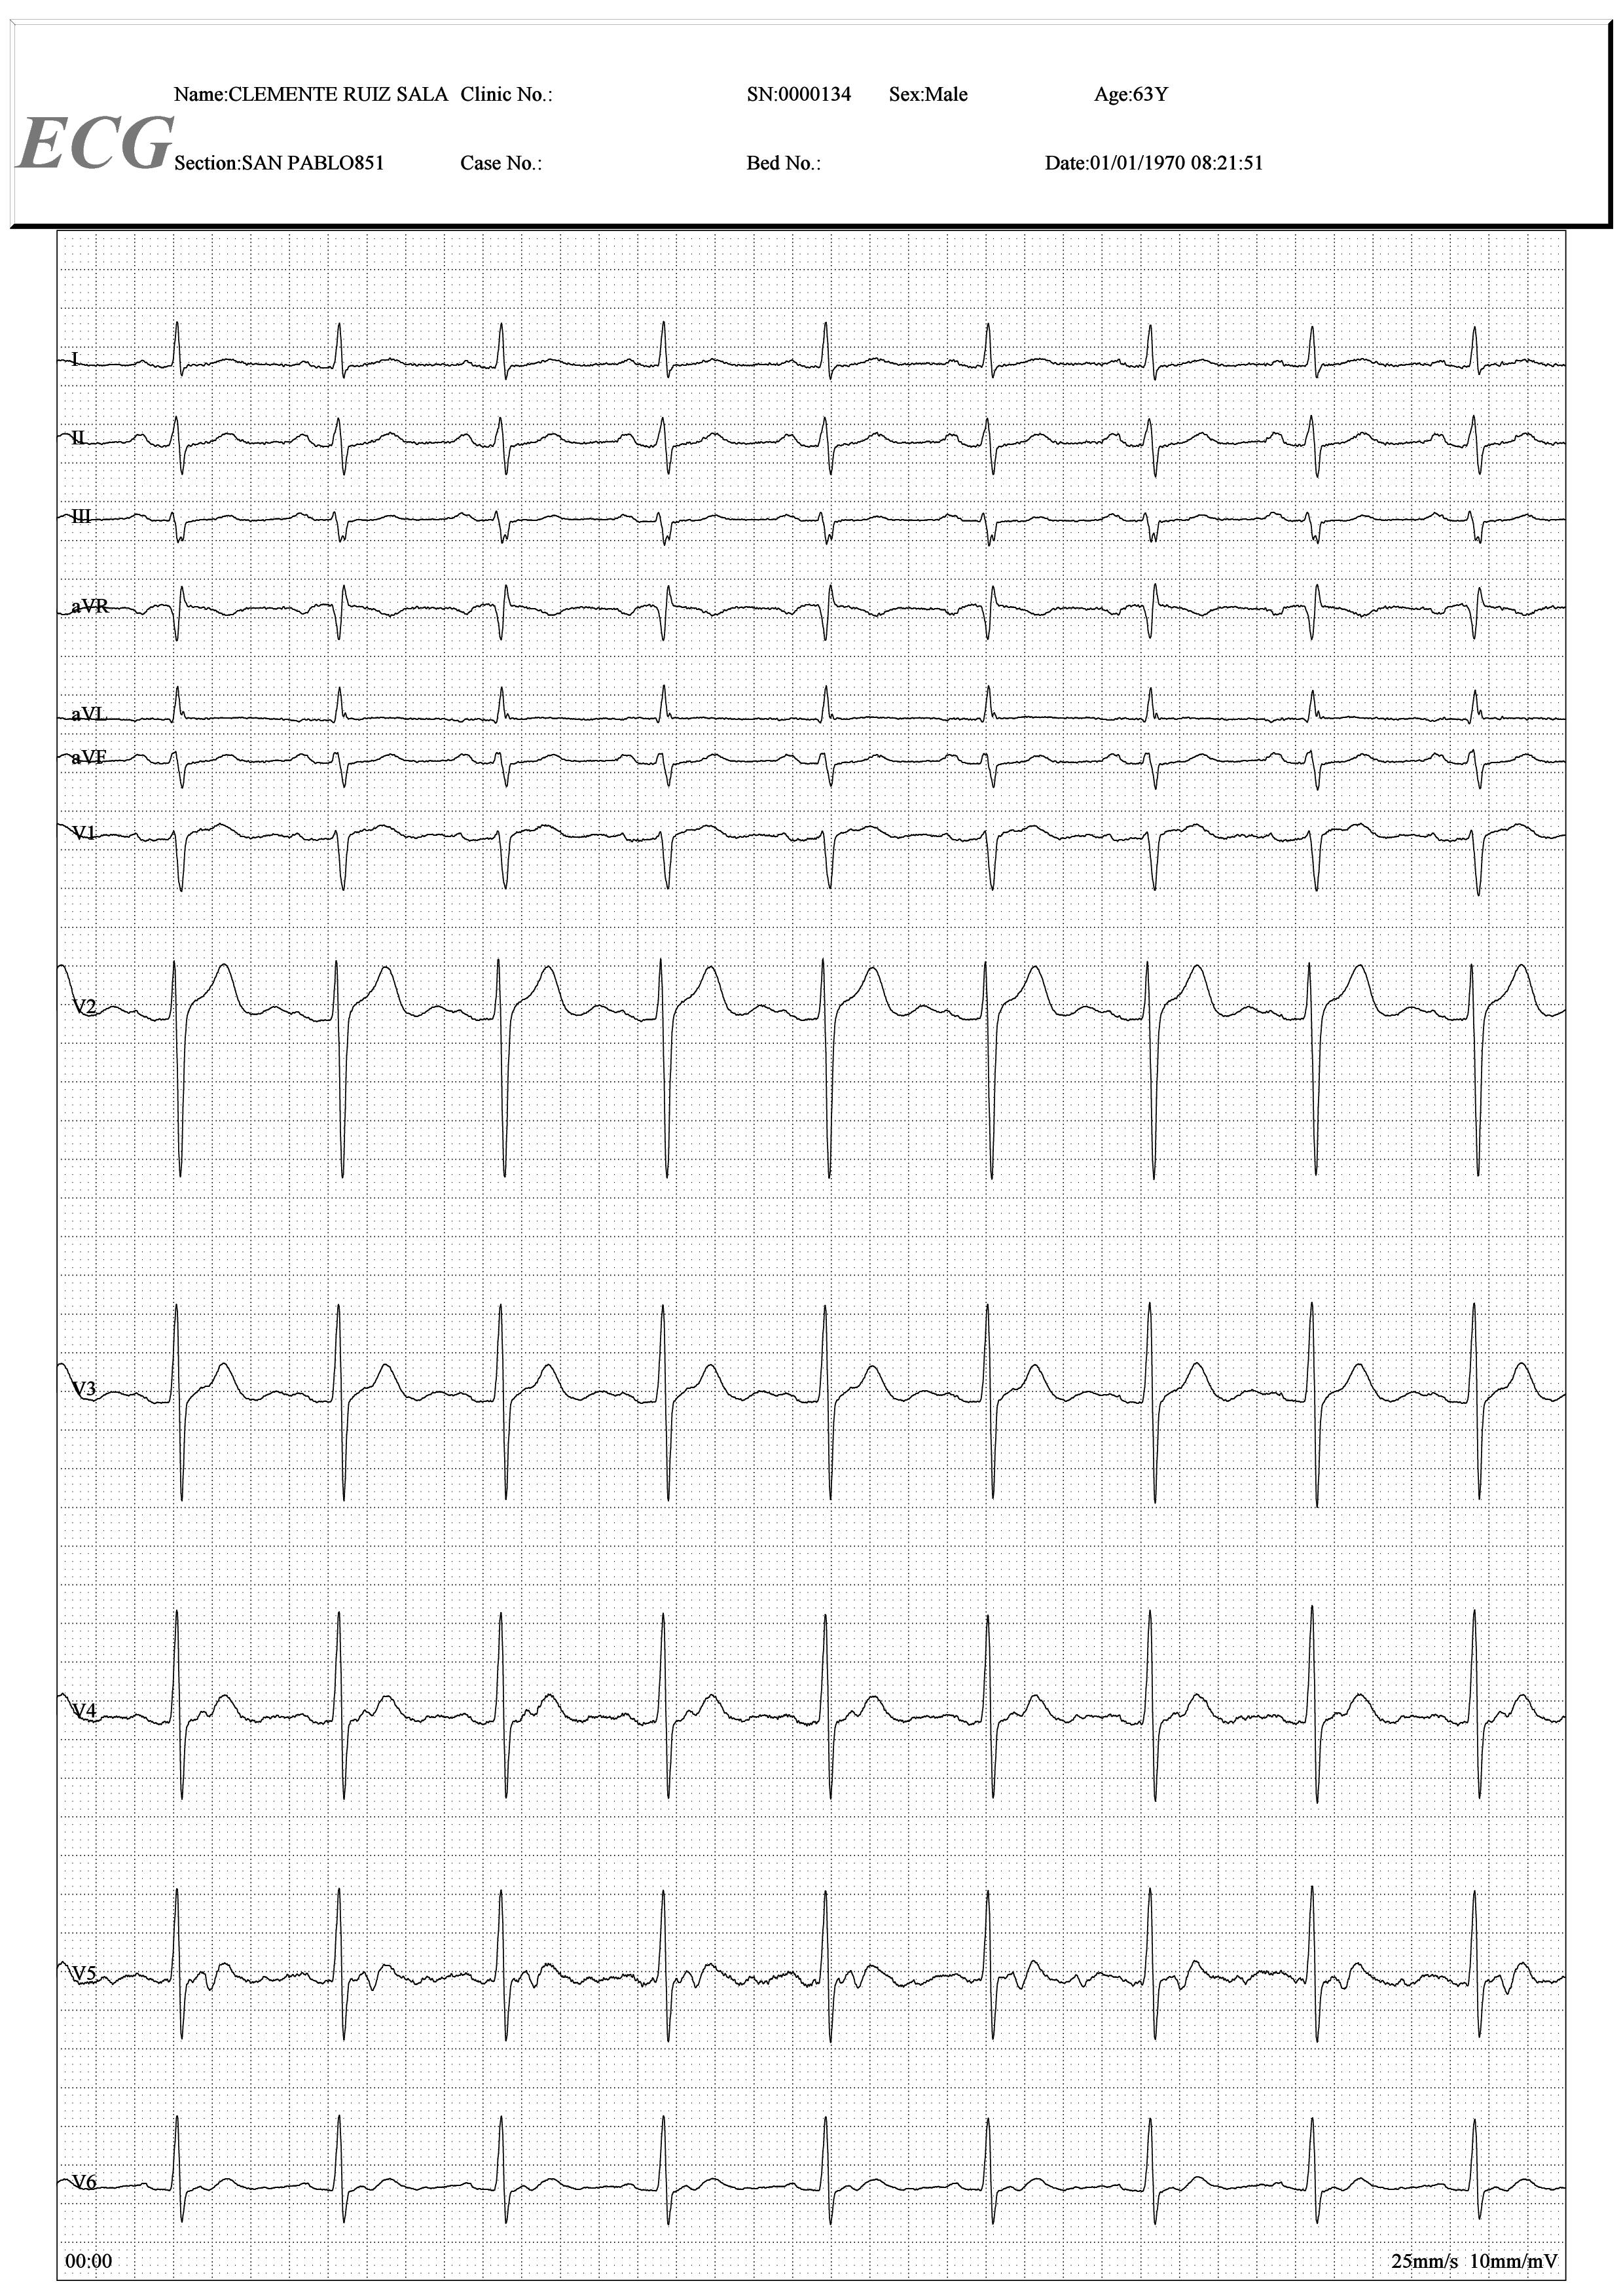 Name:CLEMENTE RUIZ SALA Clinic No.: SN:0000134 Sex:Male Age:63Y
ECG
Section:SAN PABLO851 Case No.: Bed No.: Date:01/01/1970 08:21:51
I
II
III
aVR
aVL
aVF
V1
V2
V3
V4
V5
V6
00:00 25mm/s 10mm/mV